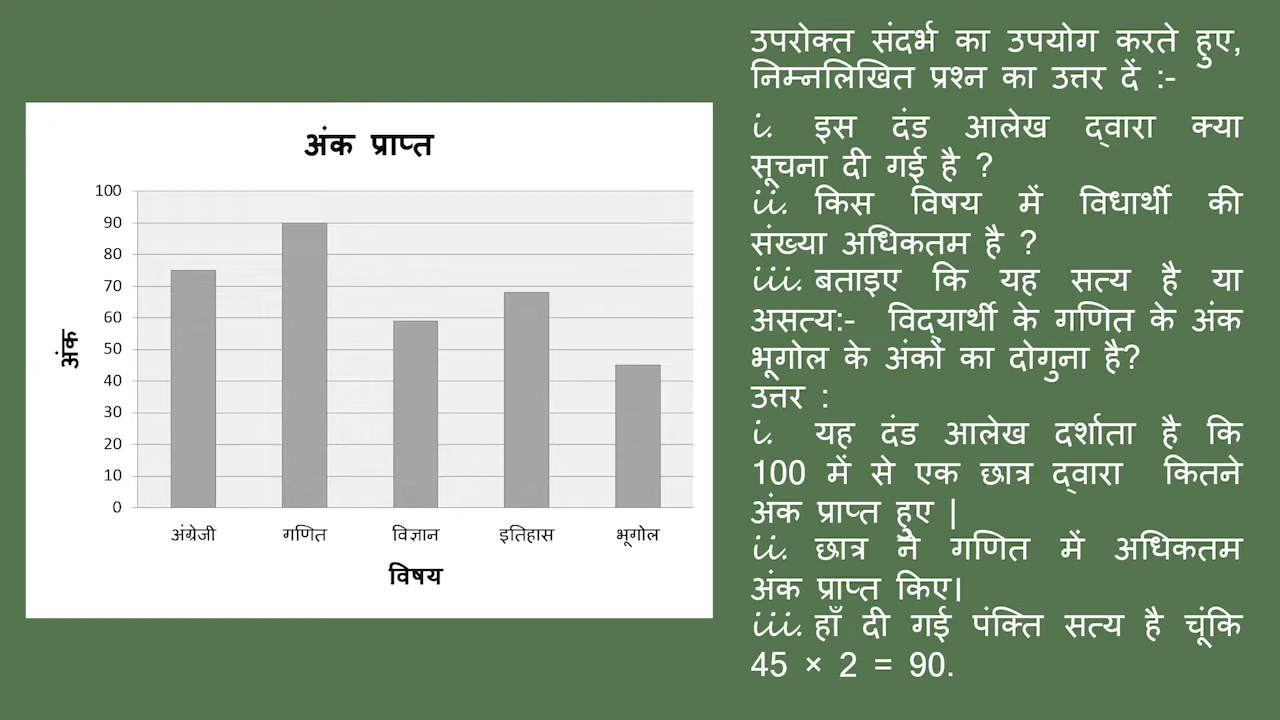 अंक प्राप्त
100
90
80
70
60
50
40
30
20
10
0
अंक
अंग्रेजी गणित विज्ञान इतिहास भूगोल
विषय
उपरोक्त संदर्भ का उपयोग करते हुए,
निम्नलिखित प्रश्न का उत्तर दें :-
i. इस दंड आलेख द्वारा क्या
सूचना दी गई है ?
ii. किस विषय में विधार्थी की
संख्या अधिकतम है ?
iii. बताइए कि यह सत्य है या
असत्य:- विद्यार्थी के गणित के अंक
भूगोल के अंकों का दोगुना है?
उत्तर :
i. यह दंड आलेख दर्शाता है कि
100 में से एक छात्र द्वारा कितने
अंक प्राप्त हुए |
ii. छात्र ने गणित में अधिकतम
अंक प्राप्त किए।
iii. हाँ दी गई पंक्ति सत्य है चूंकि
45 × 2 = 90.